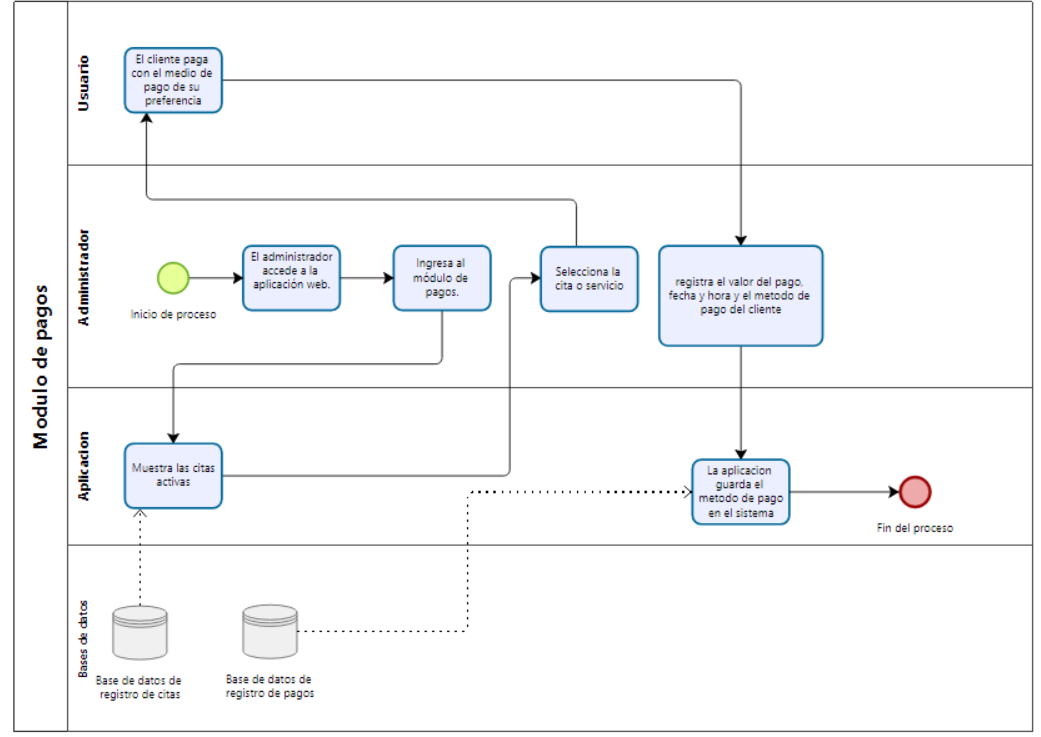 Modulo de pagos
Usuario
El cliente paga
con el medio de
pago de su
preferencia
Administrador
Inicio de proceso
El administrador
accede a la
aplicación web.
Ingresa al
módulo de
pagos.
Selecciona la
cita o servicio
registra el valor del pago,
fecha y hora y el metodo de
pago del cliente
Aplicacion
Muestra las citas
activas
La aplicacion
guarda el
metodo de pago
en el sistema
Fin del proceso
Bases de datos
Base de datos de
registro de citas
Base de datos de
registro de pagos